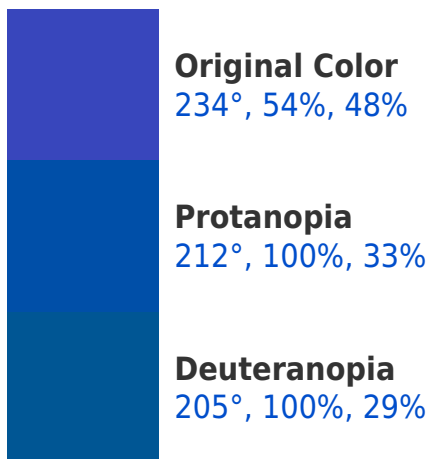 Original Color
234°, 54%, 48%
Protanopia
212°, 100%, 33%
Deuteranopia
205°, 100%, 29%